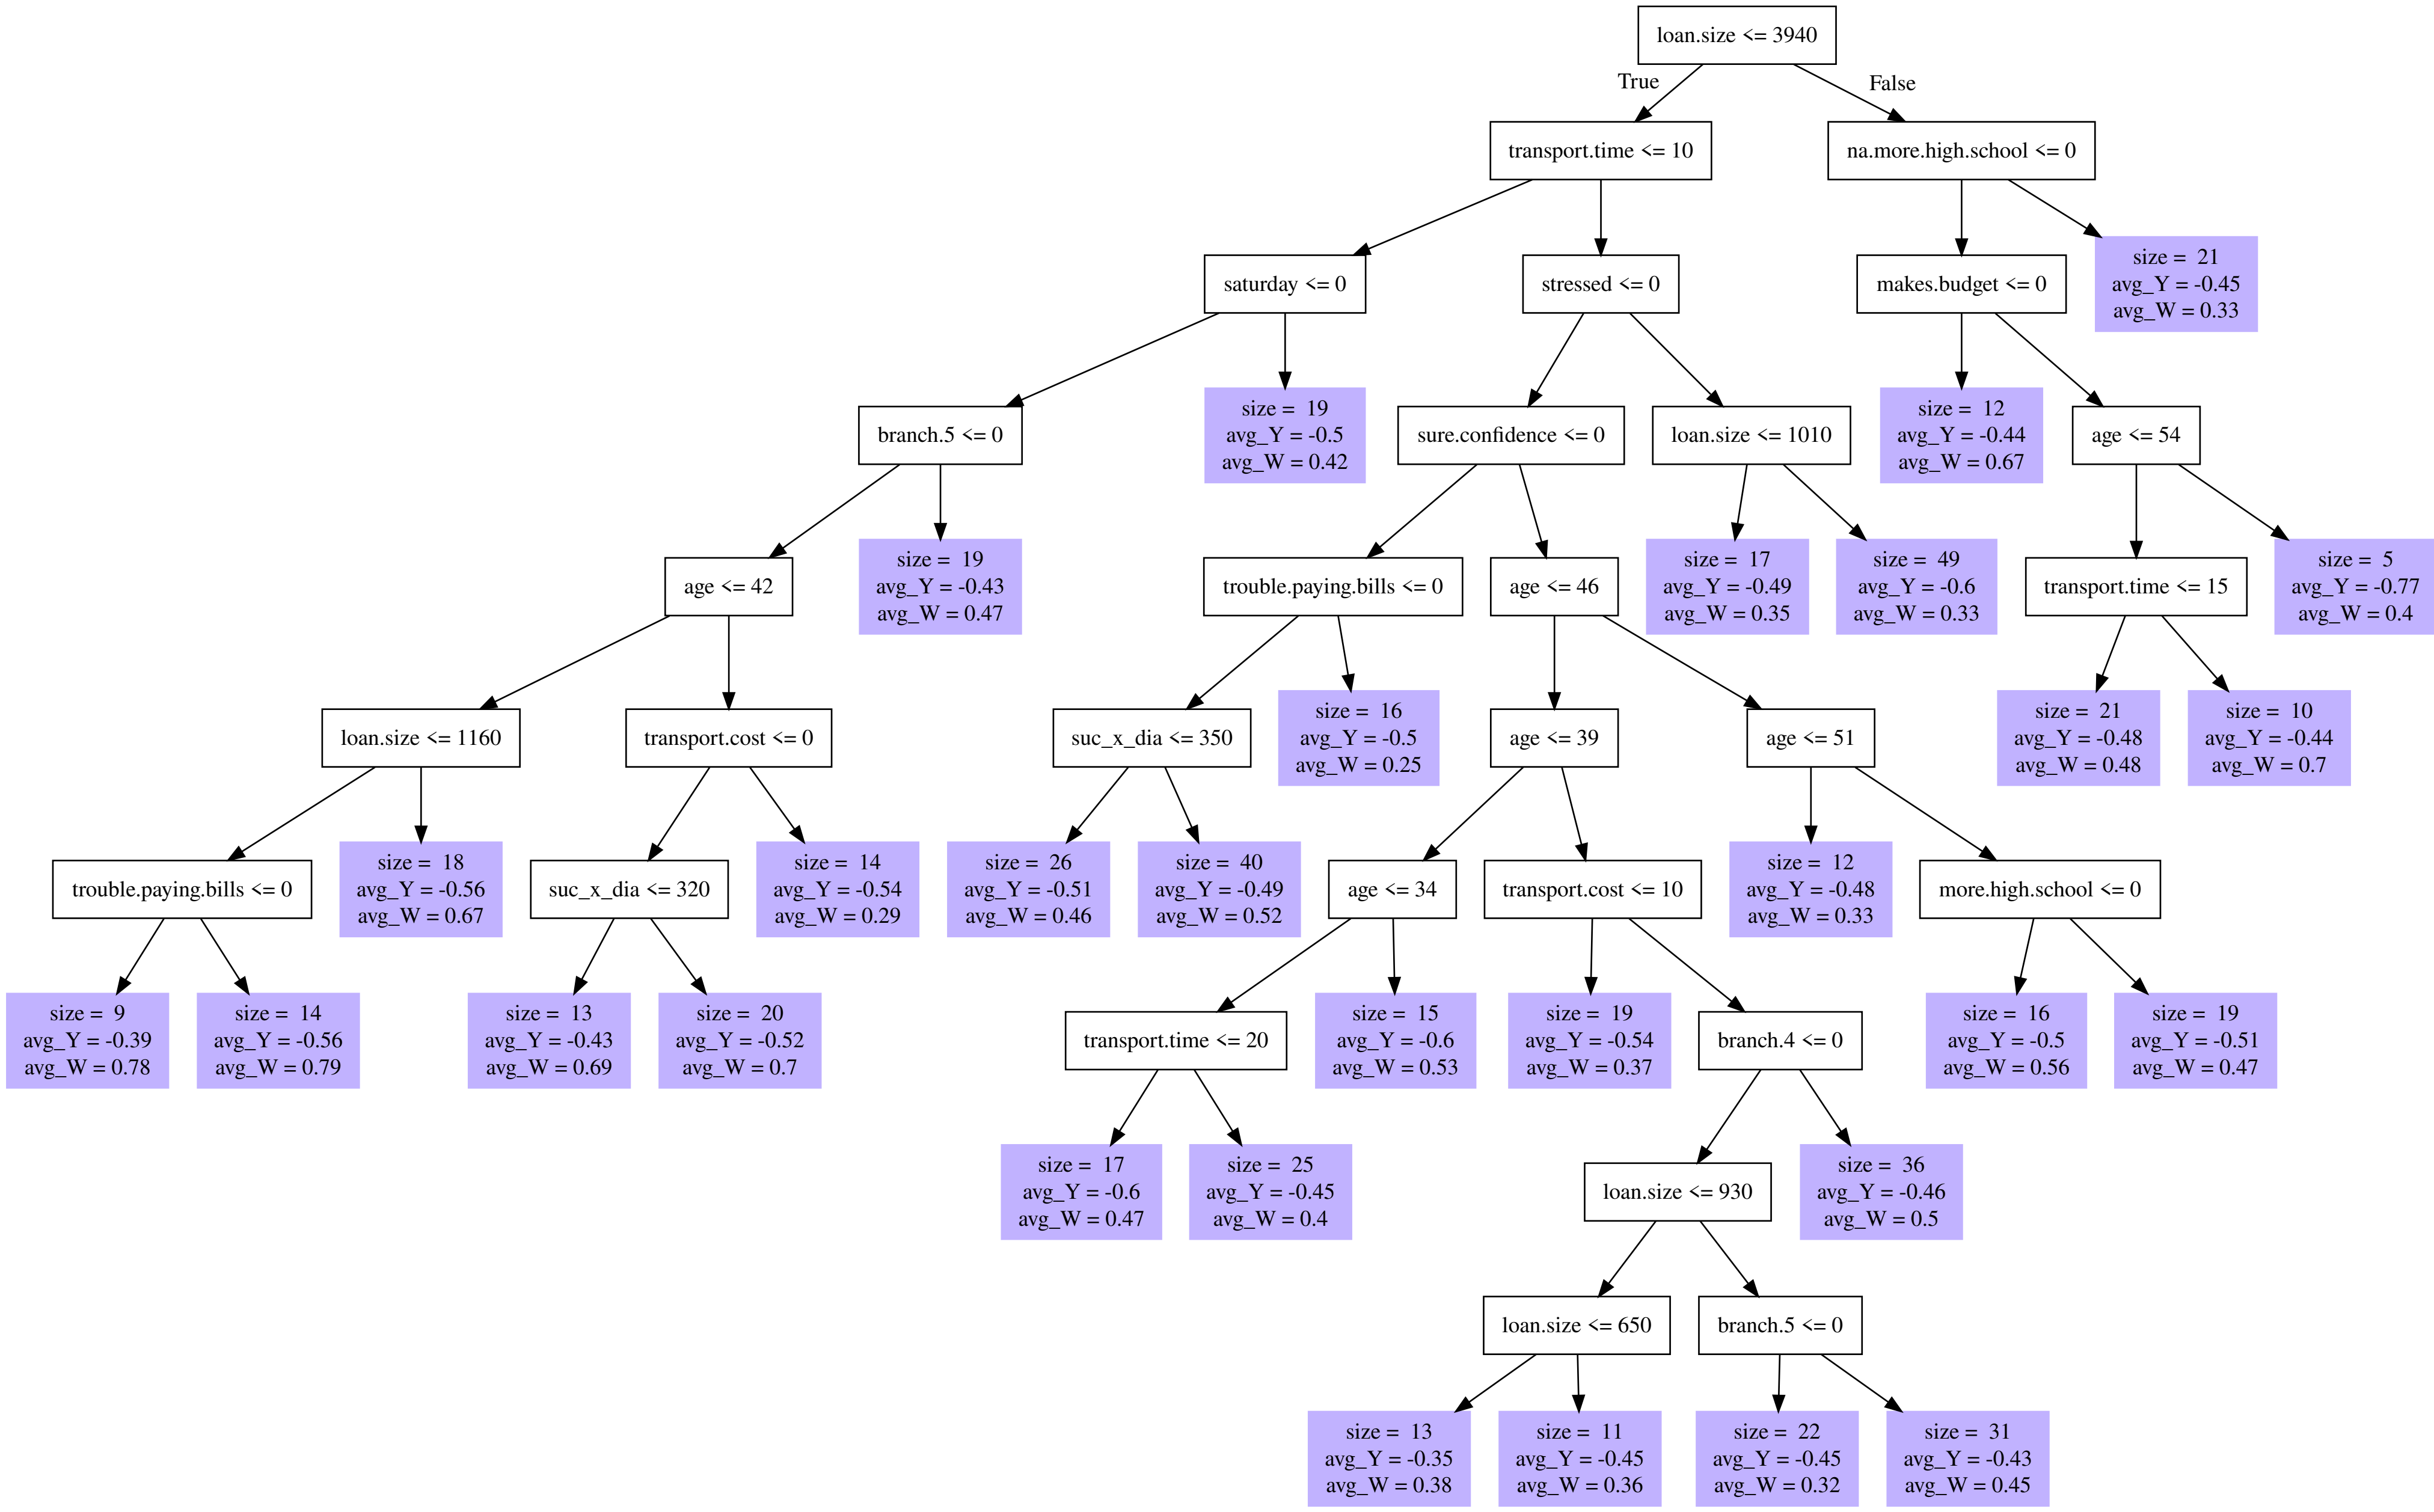 loan.size <= 3940
True
False
transport.time <= 10
na.more.high.school <= 0
saturday <= 0
stressed <= 0
makes.budget <= 0
size = 21
avg_Y = -0.45
avg_W = 0.33
branch.5 <= 0
size = 19
avg_Y = -0.5
avg_W = 0.42
sure.confidence <= 0
loan.size <= 1010
size = 12
avg_Y = -0.44
avg_W = 0.67
age <= 54
age <= 42
size = 19
avg_Y = -0.43
avg_W = 0.47
trouble.paying.bills <= 0
age <= 46
size = 17
avg_Y = -0.49
avg_W = 0.35
size = 49
avg_Y = -0.6
avg_W = 0.33
transport.time <= 15
size = 5
avg_Y = -0.77
avg_W = 0.4
loan.size <= 1160
transport.cost <= 0
suc_x_dia <= 350
size = 16
avg_Y = -0.5
avg_W = 0.25
age <= 39
age <= 51
size = 21
avg_Y = -0.48
avg_W = 0.48
size = 10
avg_Y = -0.44
avg_W = 0.7
trouble.paying.bills <= 0
size = 18
avg_Y = -0.56
avg_W = 0.67
suc_x_dia <= 320
size = 14
avg_Y = -0.54
avg_W = 0.29
size = 26
avg_Y = -0.51
avg_W = 0.46
size = 40
avg_Y = -0.49
avg_W = 0.52
age <= 34
transport.cost <= 10
size = 12
avg_Y = -0.48
avg_W = 0.33
more.high.school <= 0
size = 9
avg_Y = -0.39
avg_W = 0.78
size = 14
avg_Y = -0.56
avg_W = 0.79
size = 13
avg_Y = -0.43
avg_W = 0.69
size = 20
avg_Y = -0.52
avg_W = 0.7
transport.time <= 20
size = 15
avg_Y = -0.6
avg_W = 0.53
size = 19
avg_Y = -0.54
avg_W = 0.37
branch.4 <= 0
size = 16
avg_Y = -0.5
avg_W = 0.56
size = 19
avg_Y = -0.51
avg_W = 0.47
size = 17
avg_Y = -0.6
avg_W = 0.47
size = 25
avg_Y = -0.45
avg_W = 0.4
loan.size <= 930
size = 36
avg_Y = -0.46
avg_W = 0.5
loan.size <= 650
branch.5 <= 0
size = 13
avg_Y = -0.35
avg_W = 0.38
size = 11
avg_Y = -0.45
avg_W = 0.36
size = 22
avg_Y = -0.45
avg_W = 0.32
size = 31
avg_Y = -0.43
avg_W = 0.45